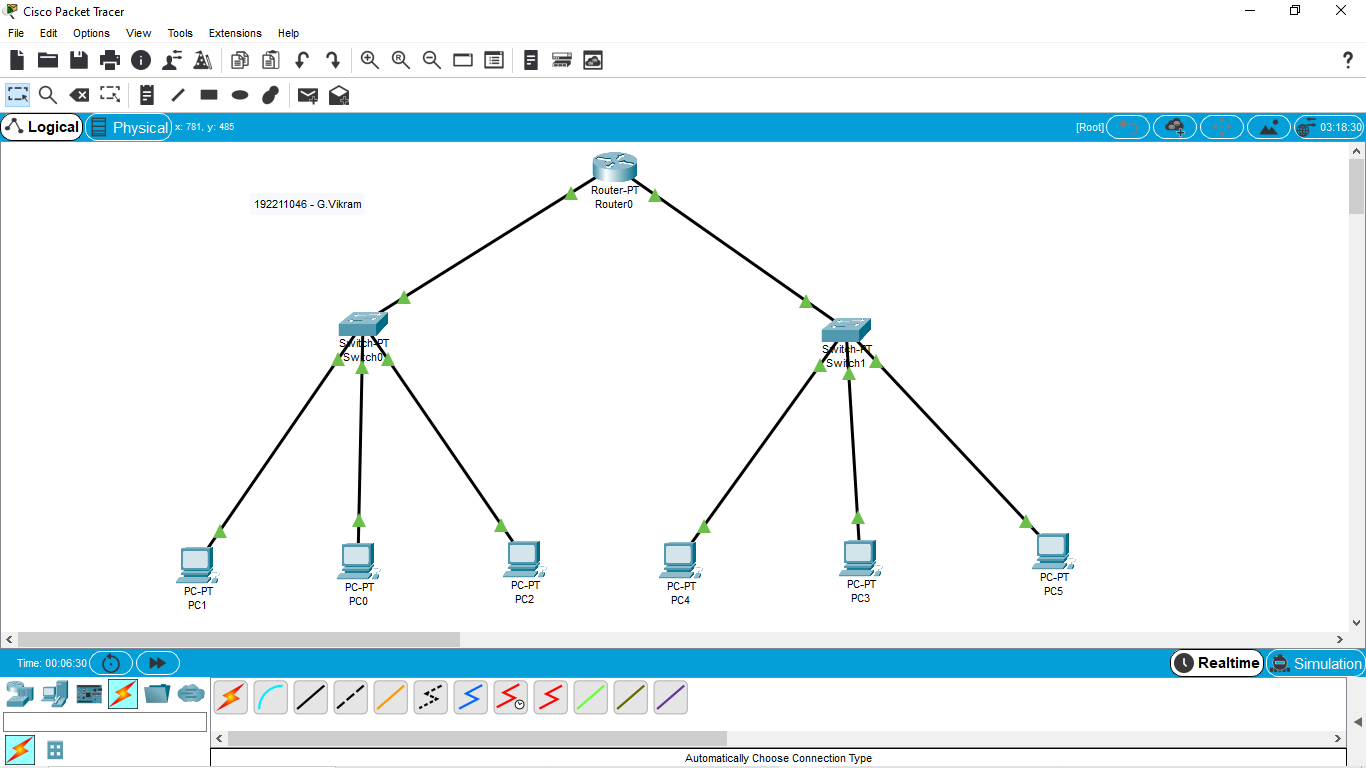 Cisco Packet Tracer
File Edit Options View Tools Extensions Help
?
Logical
Physical
x: 781, y: 485
[Root]
03:18:30
192211046 - G.Vikram
Router-PT
Router0
Switch-PT
Switch0
Switch-PT
Switch1
PC-PT
PC1
PC-PT
PC0
PC-PT
PC2
PC-PT
PC4
PC-PT
PC3
PC-PT
PC5
Time: 00:06:30
Realtime
Simulation
Automatically Choose Connection Type